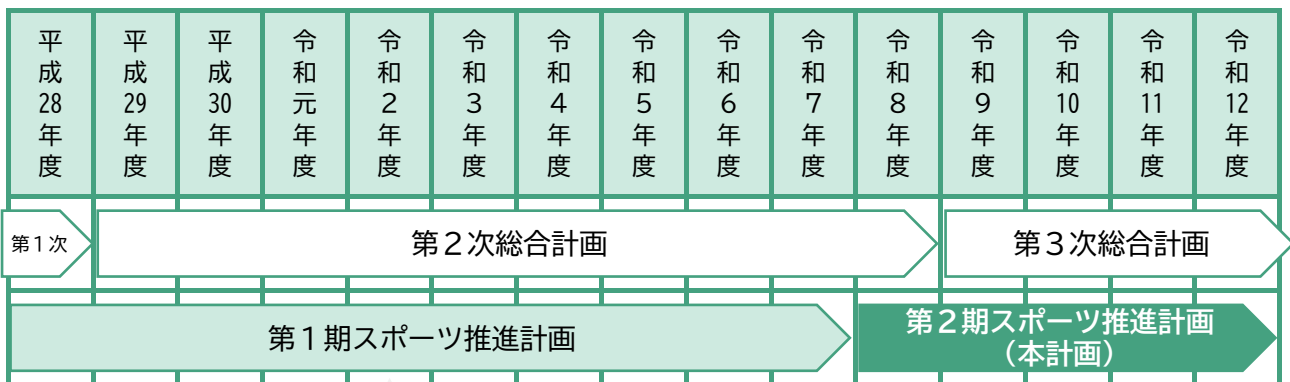 平成28年度
平成29年度
平成30年度
令和元年度
令和２年度
令和３年度
令和４年度
令和５年度
令和６年度
令和７年度
令和８年度
令和９年度
令和10年度
令和11年度
令和12年度
第１次
第２次総合計画
第３次総合計画
第１期スポーツ推進計画
第２期スポーツ推進計画
（本計画）